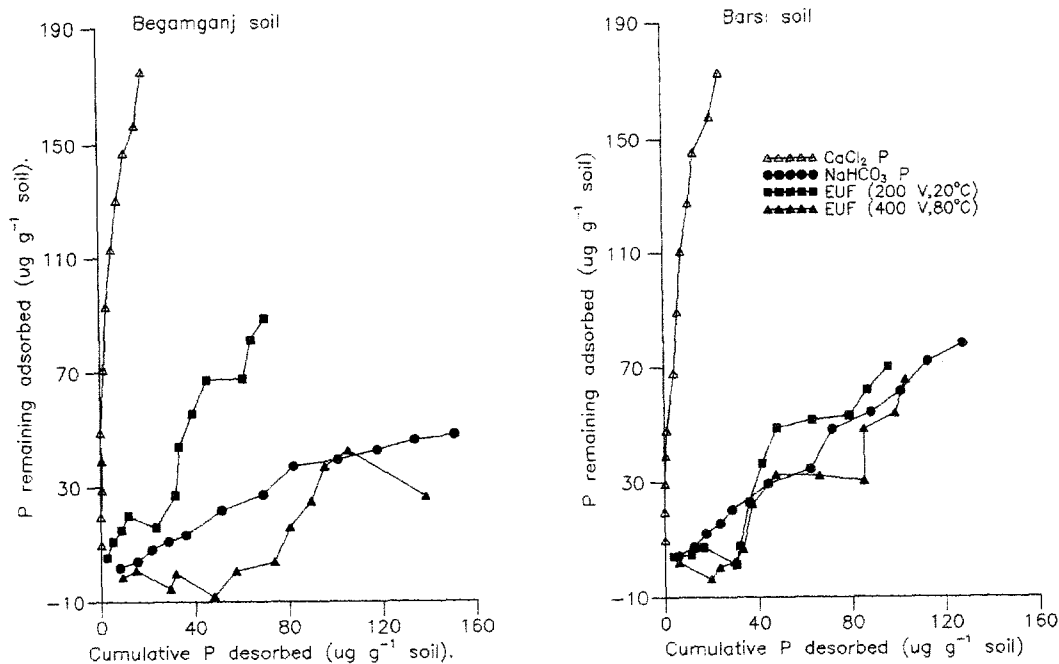 Begamganj soil
190
150
110
70
30
-10
P remaining adsorbed (ug g⁻¹ soil).
0
40
80
120
160
Cumulative P desorbed (ug g⁻¹ soil).
Barsi soil
190
150
110
70
30
-10
P remaining adsorbed (ug g⁻¹ soil)
CaCl₂ P
NaHCO₃ P
EUF (200 V,20°C)
EUF (400 V,80°C)
0
40
80
120
160
Cumulative P desorbed (ug g⁻¹ soil)